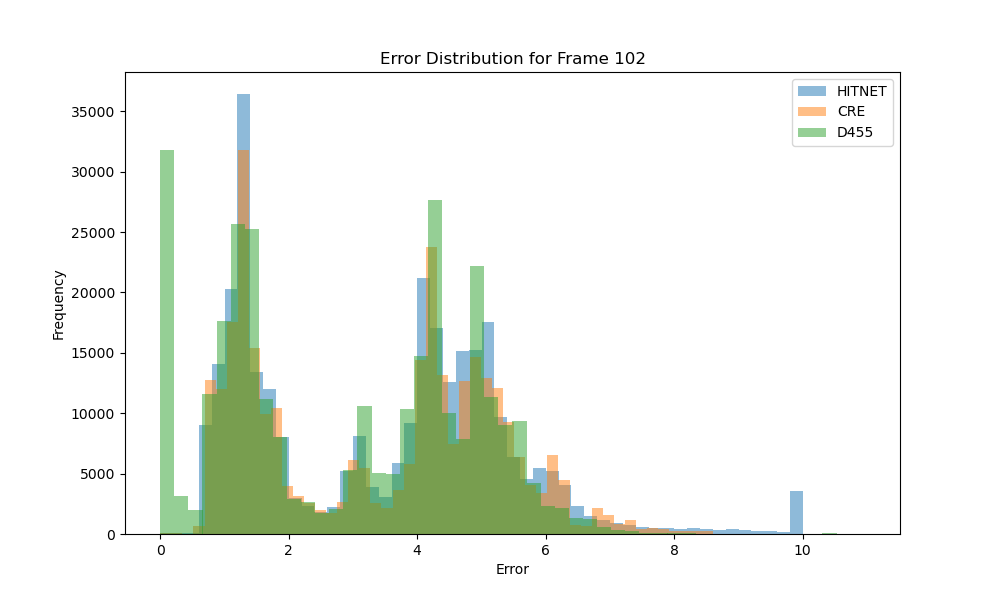 Error Distribution for Frame 102
HITNET
CRE
D455
Frequency
35000
30000
25000
20000
15000
10000
5000
0
0 2 4 6 8 10
Error